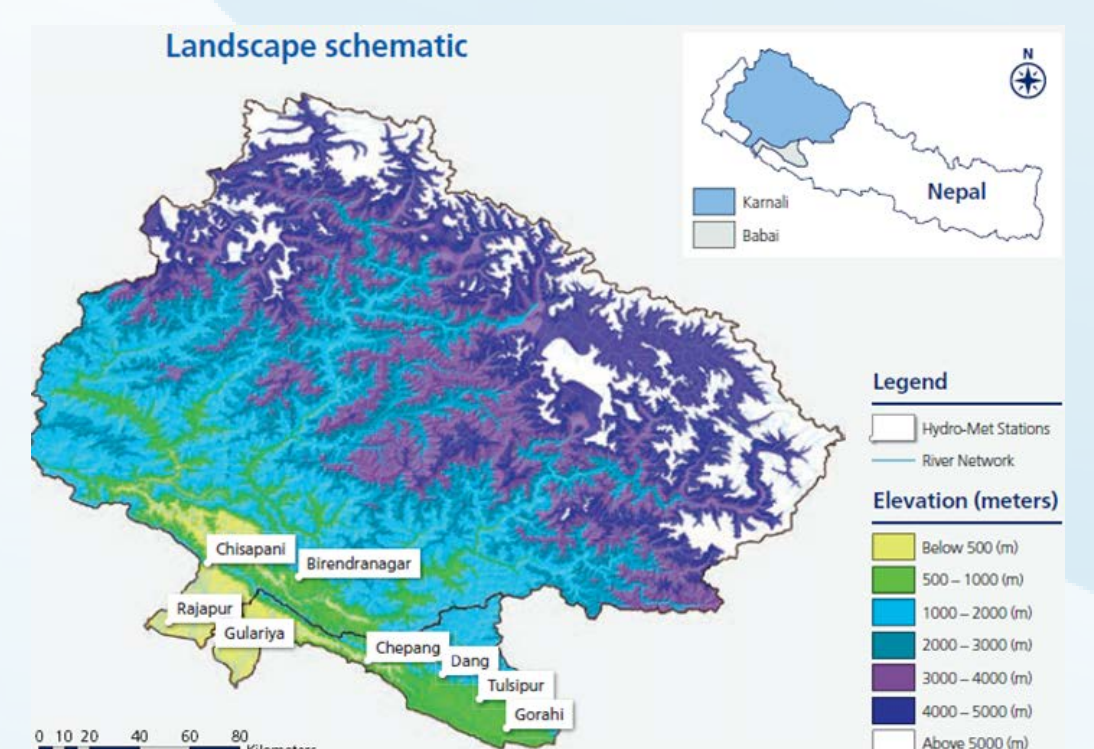 Landscape schematic
N
Nepal
Karnali
Babai
Legend
Hydro-Met Stations
River Network
Elevation (meters)
Below 500 (m)
500 – 1000 (m)
1000 – 2000 (m)
2000 – 3000 (m)
3000 – 4000 (m)
4000 – 5000 (m)
Above 5000 (m)
Chisapani
Birendranagar
Rajapur
Gulariya
Chepang
Dang
Tulsipur
Gorahi
0 10 20 40 60 80
Kilometers